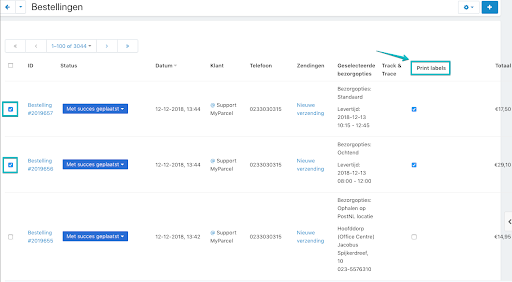 Bestellingen
« ‹ 1-100 of 3044 › »
ID Status Datum Klant Telefoon Zendingen Geselecteerde bezorgopties Track & Trace Print labels Totaal
Bestelling #2019657
Met succes geplaatst
12-12-2018, 13:44
@ Support MyParcel
0233030315
Nieuwe verzending
Bezorgopties:
Standaard
Levertijd:
2018-12-13
10:15 - 12:45
€17,50
Bestelling #2019656
Met succes geplaatst
12-12-2018, 13:44
@ Support MyParcel
0233030315
Nieuwe verzending
Bezorgopties:
Ochtend
Levertijd:
2018-12-13
08:00 - 12:00
€29,10
Bestelling #2019655
Met succes geplaatst
12-12-2018, 13:42
@ Support MyParcel
0233030315
Nieuwe verzending
Bezorgopties:
Ophalen op
PostNL locatie
Hoofddorp
(Office Centre)
Jacobus
Spijkerdreef,
10
023-5576210
€14,95